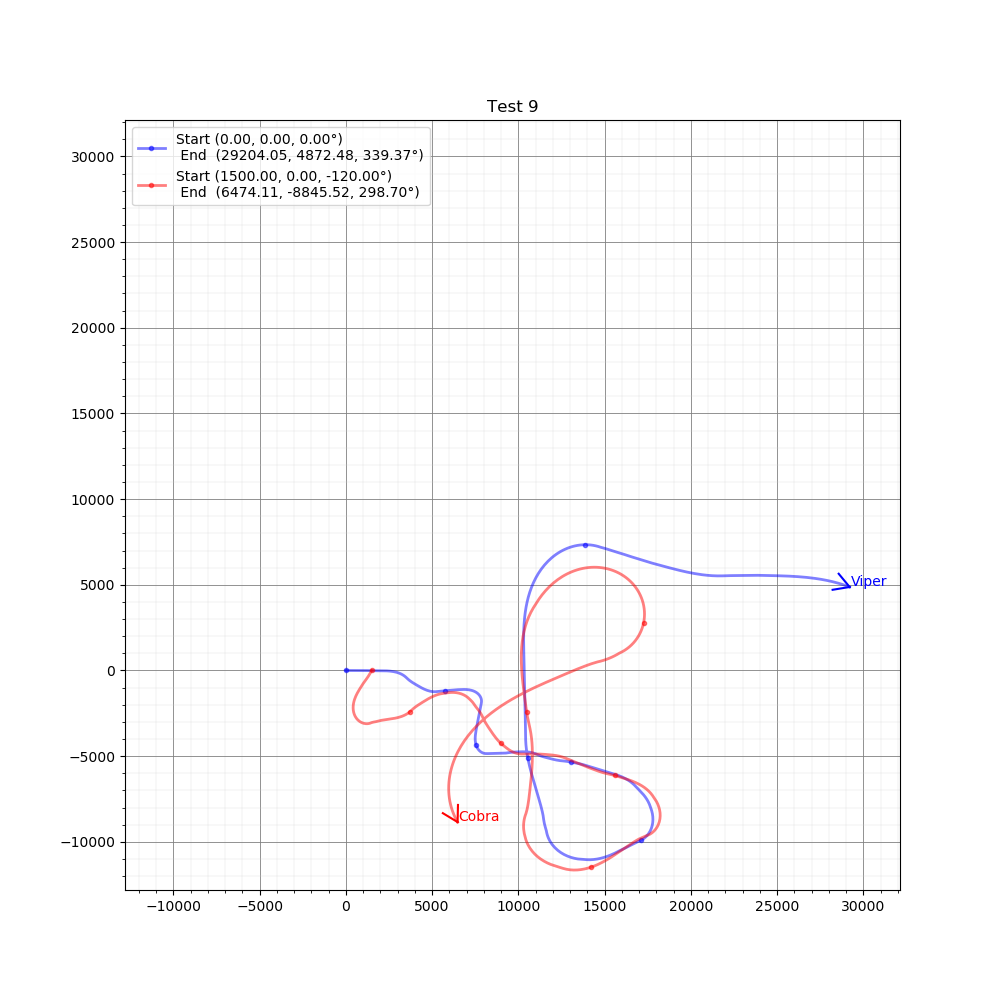 Test 9
Start (0.00, 0.00, 0.00°)
End (29204.05, 4872.48, 339.37°)
Start (1500.00, 0.00, -120.00°)
End (6474.11, -8845.52, 298.70°)
30000
25000
20000
15000
10000
5000
0
−5000
−10000
Viper
Cobra
−10000 −5000 0 5000 10000 15000 20000 25000 30000